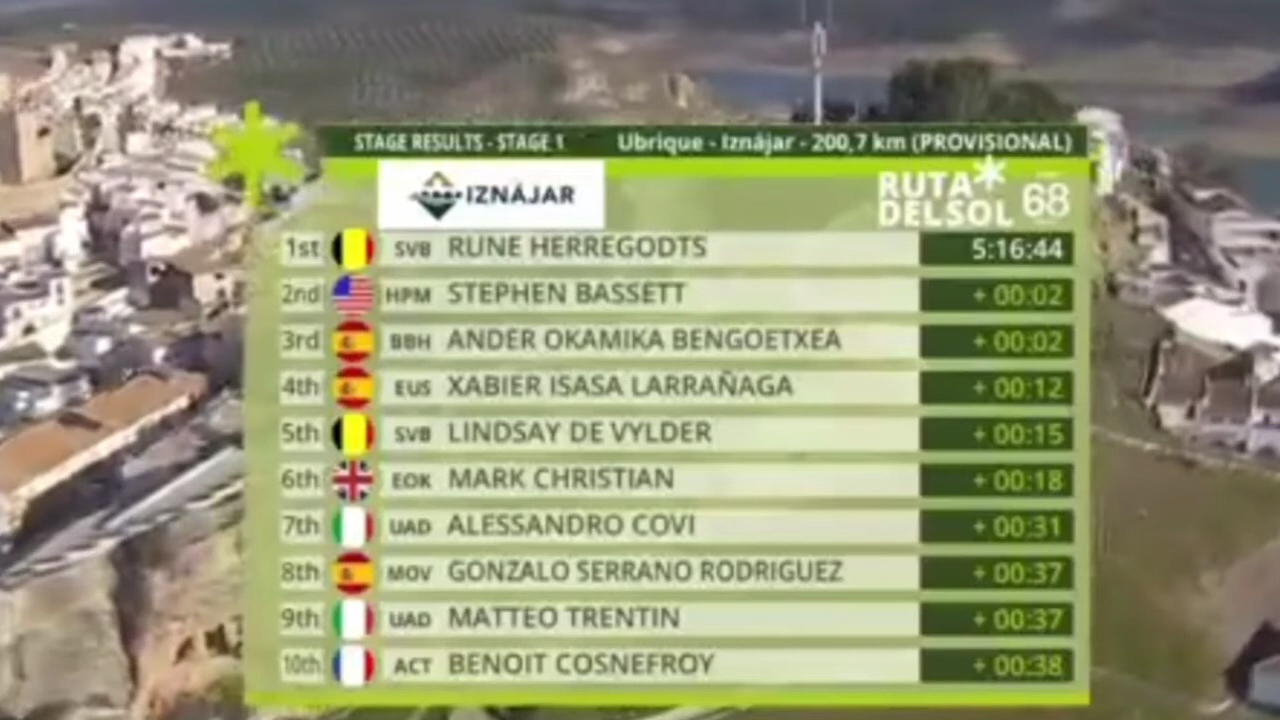 STAGE RESULTS - STAGE 1 Ubrique - Iznájar - 200,7 km (PROVISIONAL)
IZNÁJAR
RUTA DEL SOL 68
1st SVB RUNE HERREGODTS 5:16:44
2nd HPM STEPHEN BASSETT + 00:02
3rd BBH ANDER OKAMIKA BENGOETXEA + 00:02
4th EUS XABIER ISASA LARRAÑAGA + 00:12
5th SVB LINDSAY DE VYLDER + 00:15
6th EOK MARK CHRISTIAN + 00:18
7th UAD ALESSANDRO COVI + 00:31
8th MOV GONZALO SERRANO RODRIGUEZ + 00:37
9th UAD MATTEO TRENTIN + 00:37
10th ACT BENOIT COSNEFROY + 00:38